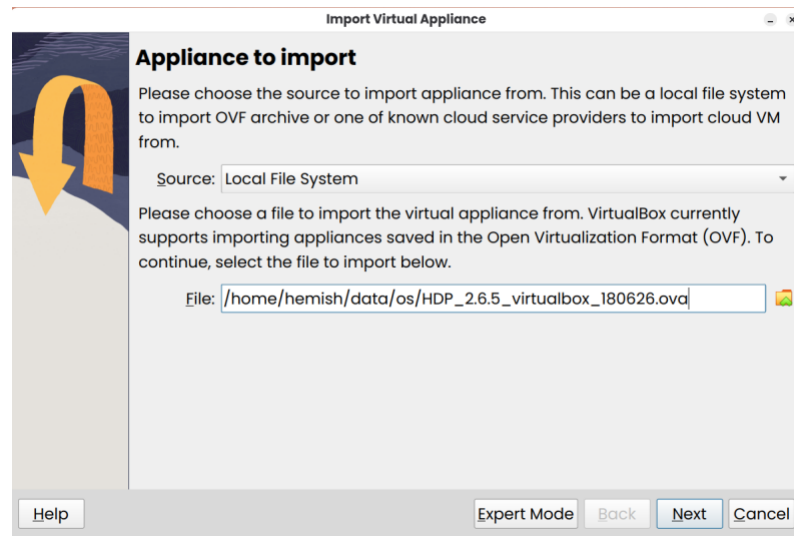 Import Virtual Appliance
Appliance to import
Please choose the source to import appliance from. This can be a local file system
to import OVF archive or one of known cloud service providers to import cloud VM
from.
Source: Local File System
Please choose a file to import the virtual appliance from. VirtualBox currently
supports importing appliances saved in the Open Virtualization Format (OVF). To
continue, select the file to import below.
File: /home/hemish/data/os/HDP_2.6.5_virtualbox_180626.ova
Help Expert Mode Back Next Cancel